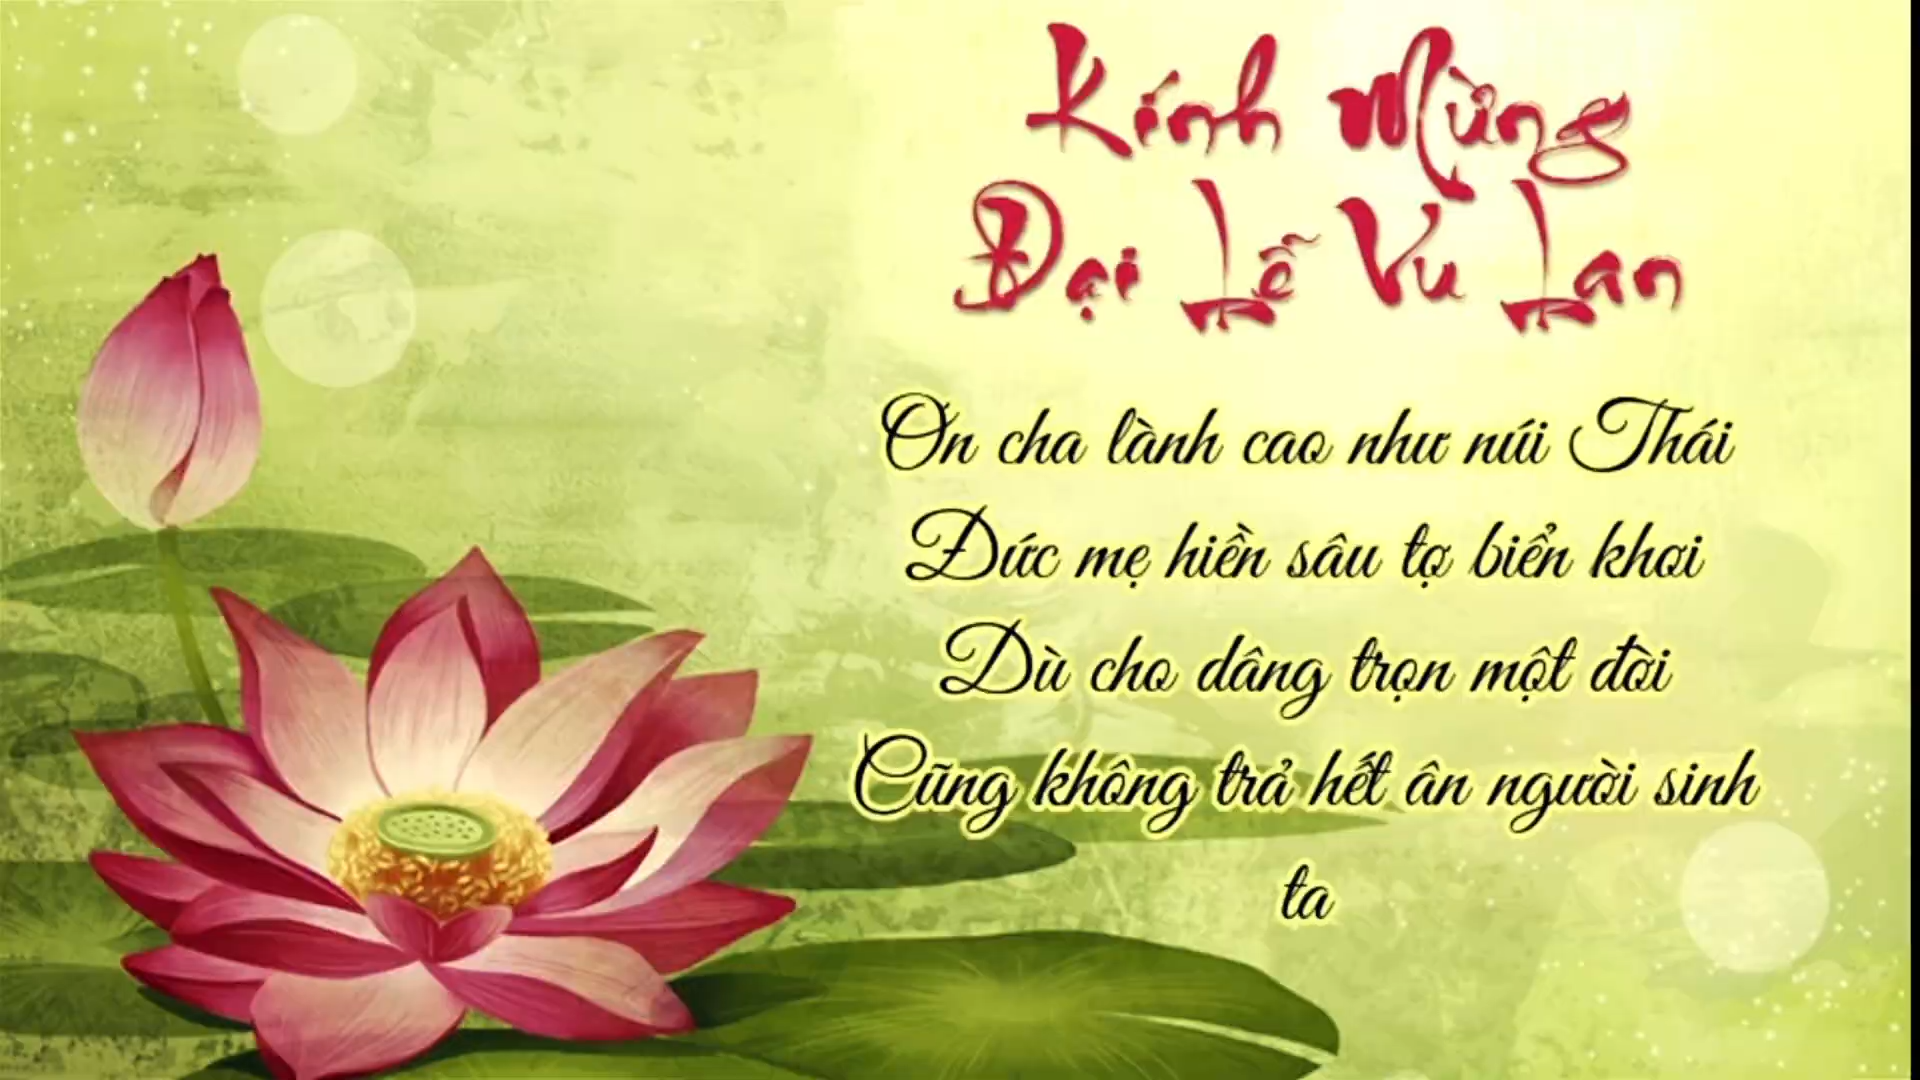 Kính Mừng
Đại Lễ Vu Lan
Ơn cha lành cao như núi Thái
Đức mẹ hiền sâu tợ biển khơi
Dù cho dâng trọn một đời
Cũng không trả hết ân người sinh
ta